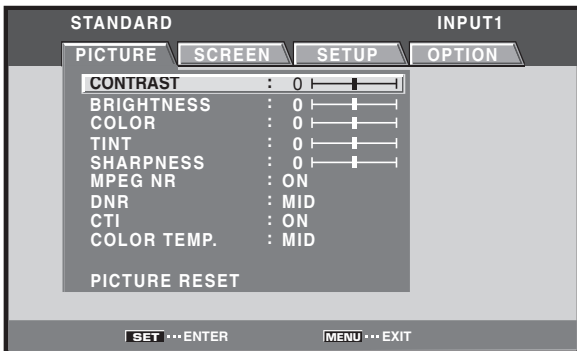 STANDARD INPUT1
PICTURE SCREEN SETUP OPTION
CONTRAST : 0
BRIGHTNESS : 0
COLOR : 0
TINT : 0
SHARPNESS : 0
MPEG NR : ON
DNR : MID
CTI : ON
COLOR TEMP. : MID
PICTURE RESET
SET ··· ENTER MENU ··· EXIT